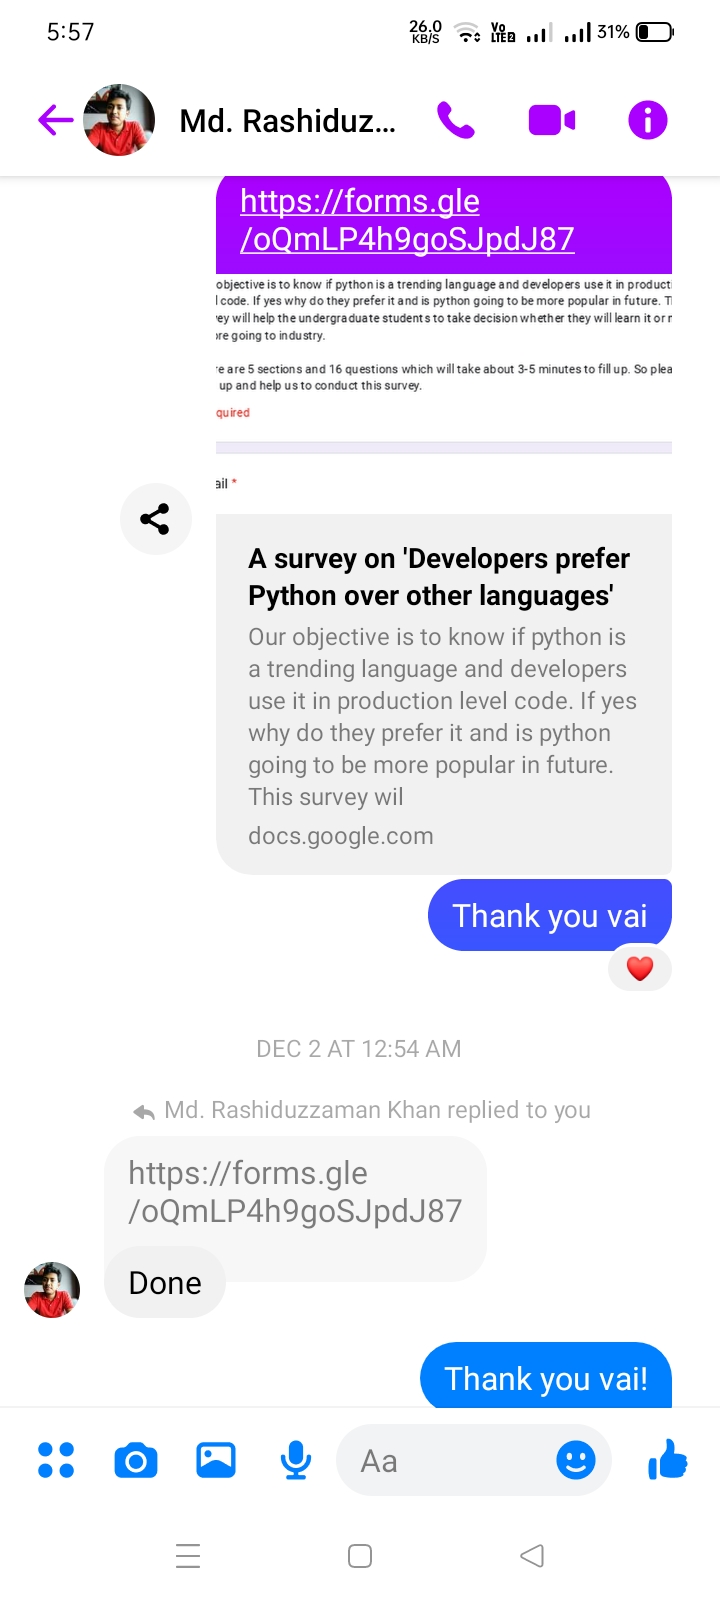 5:57
26.0
KB/S
Vo
LTE2
31%
Md. Rashiduz...
https://forms.gle
/oQmLP4h9goSJpdJ87
objective is to know if python is a trending language and developers use it in producti
l code. If yes why do they prefer it and is python going to be more popular in future. T
vey will help the undergraduate students to take decision whether they will learn it or n
ore going to industry.
re are 5 sections and 16 questions which will take about 3-5 minutes to fill up. So plea
up and help us to conduct this survey.
quired
ail *
A survey on 'Developers prefer
Python over other languages'
Our objective is to know if python is
a trending language and developers
use it in production level code. If yes
why do they prefer it and is python
going to be more popular in future.
This survey wil
docs.google.com
Thank you vai
DEC 2 AT 12:54 AM
Md. Rashiduzzaman Khan replied to you
https://forms.gle
/oQmLP4h9goSJpdJ87
Done
Thank you vai!
Aa